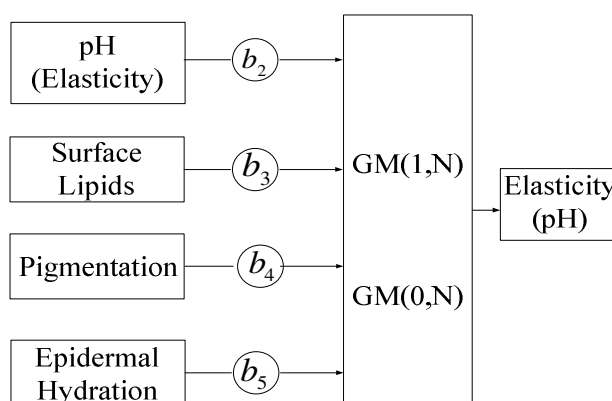 pH
(Elasticity)
b₂
Surface
Lipids
b₃
Pigmentation
b₄
Epidermal
Hydration
b₅
GM(1,N)
GM(0,N)
Elasticity
(pH)